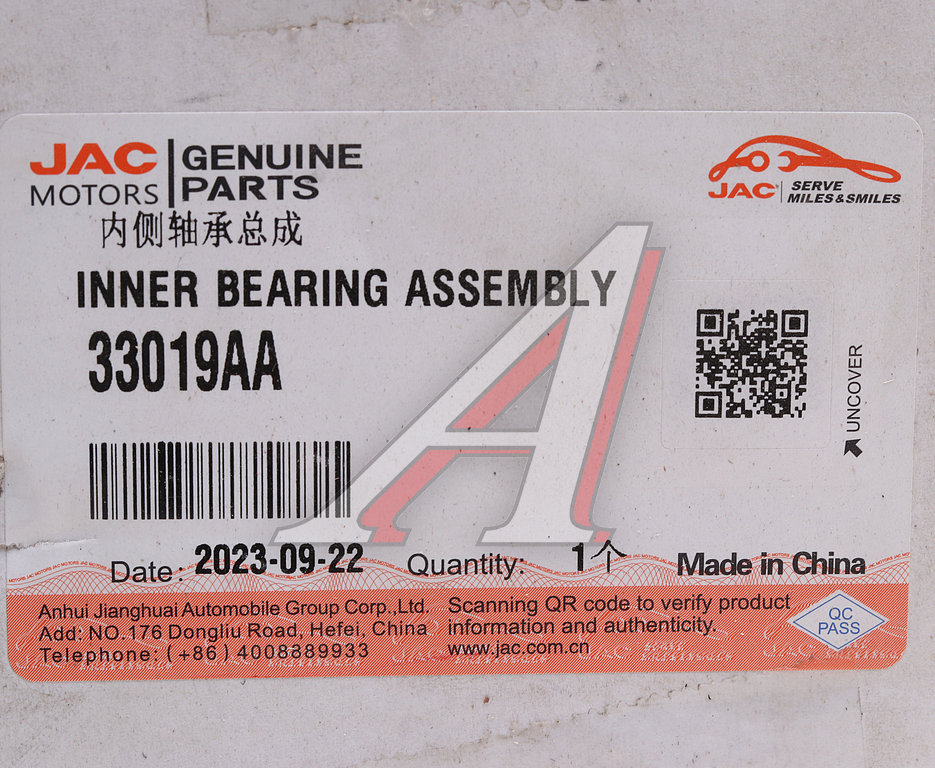 JAC MOTORS GENUINE PARTS
JAC SERVE MILES&SMILES
内侧轴承总成
INNER BEARING ASSEMBLY
33019AA
UNCOVER
Date: 2023-09-22 Quantity: 1个 Made in China
Anhui Jianghuai Automobile Group Corp.,Ltd.
Add: NO.176 Dongliu Road, Hefei, China
Telephone: (+86) 4008889933
Scanning QR code to verify product
information and authenticity.
www.jac.com.cn
QC
PASS